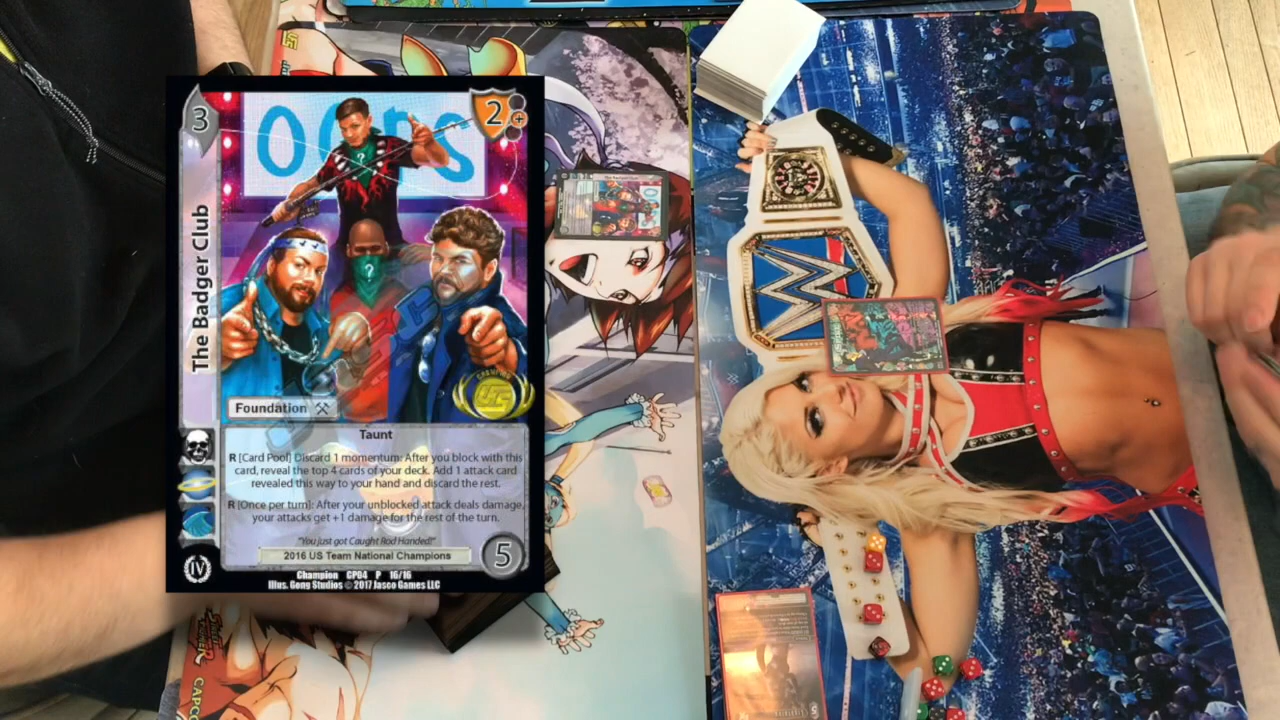 3
OOPS
2
+
The Badger Club
Foundation
Taunt
R [Card Pool] Discard 1 momentum: After you block with this
card, reveal the top 4 cards of your deck. Add 1 attack card
revealed this way to your hand and discard the rest.
R [Once per turn]: After your unblocked attack deals damage,
your attacks get +1 damage for the rest of the turn.
"You just got Caught Rod Handed!"
2016 US Team National Champions
5
IV
Champion CP04 P 16/16
Illus. Gong Studios © 2017 Jasco Games LLC
CAPCO